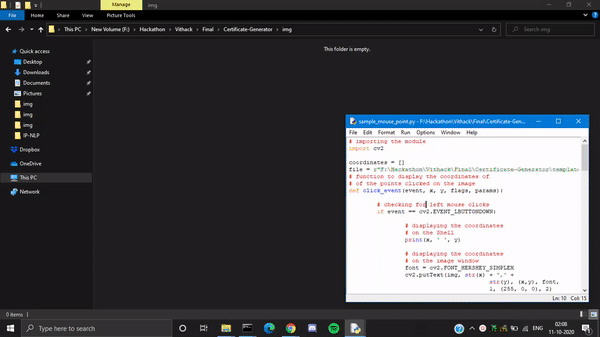 Manage
img
File
Home
Share
View
Picture Tools
This PC > New Volume (F:) > Hackathon > Vithack > Final > Certificate-Generator > img
Search img
This folder is empty.
Quick access
Desktop
Downloads
Documents
Pictures
img
img
img
IP-NLP
Dropbox
OneDrive
This PC
Network
sample_mouse_point.py - F:\Hackathon\Vithack\Final\Certificate-Gener...
File Edit Format Run Options Window Help
# importing the module
import cv2
coordinates = []
file = r"F:\Hackathon\Vithack\Final\Certificate-Generator\template
# function to display the coordinates of
# of the points clicked on the image
def click_event(event, x, y, flags, params):
# checking for left mouse clicks
if event == cv2.EVENT_LBUTTONDOWN:
# displaying the coordinates
# on the Shell
print(x, ' ', y)
# displaying the coordinates
# on the image window
font = cv2.FONT_HERSHEY_SIMPLEX
cv2.putText(img, str(x) + "," +
str(y), (x,y), font,
1, (255, 0, 0), 2)
Ln: 10 Col: 15
0 items
Type here to search
ENG
02:08
11-10-2020